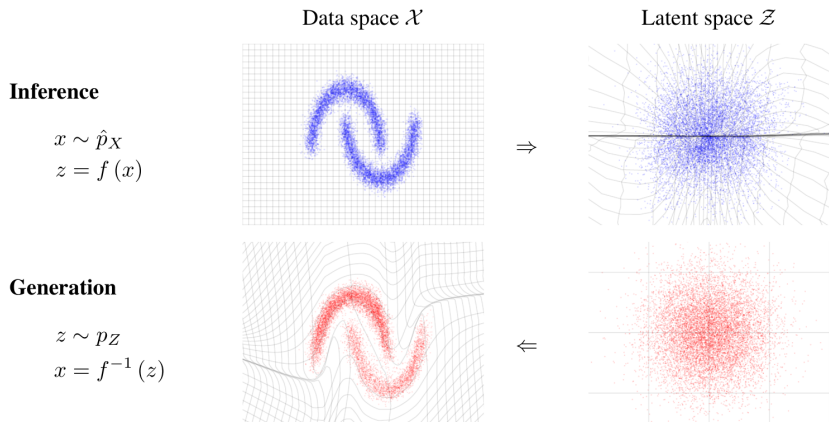 Data space 𝒳
Latent space 𝒵
Inference
x ∼ p̂_X
z = f (x)
⇒
Generation
z ∼ p_Z
x = f⁻¹ (z)
⇐